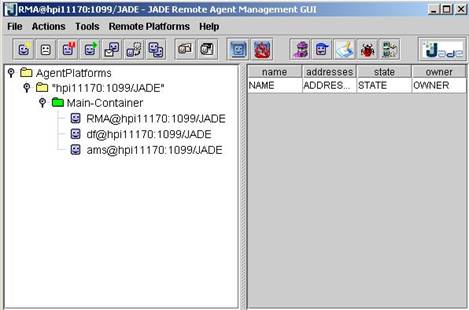 RMA@hpi11170:1099/JADE - JADE Remote Agent Management GUI
File Actions Tools Remote Platforms Help
Jade
AgentPlatforms
"hpi11170:1099/JADE"
Main-Container
RMA@hpi11170:1099/JADE
df@hpi11170:1099/JADE
ams@hpi11170:1099/JADE
name addresses state owner
NAME ADDRES... STATE OWNER